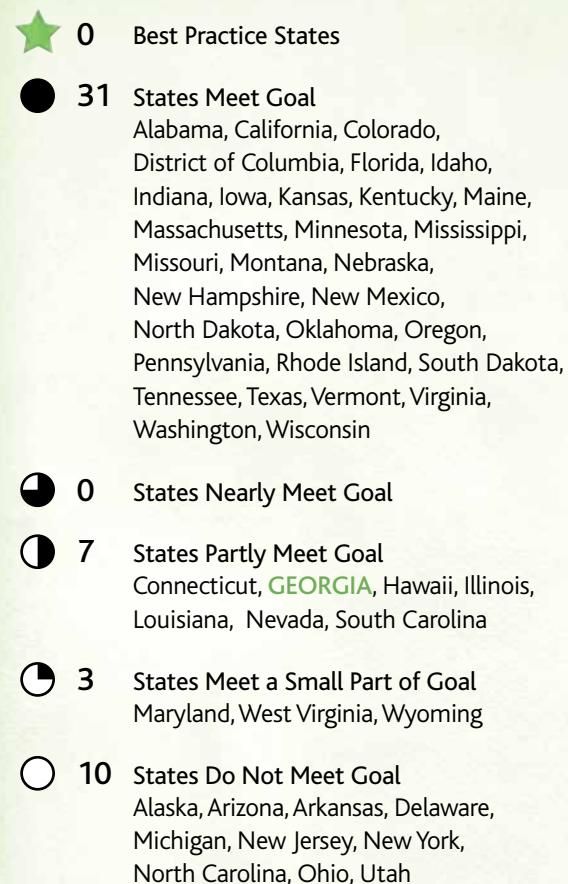 0 Best Practice States
31 States Meet Goal
Alabama, California, Colorado,
District of Columbia, Florida, Idaho,
Indiana, Iowa, Kansas, Kentucky, Maine,
Massachusetts, Minnesota, Mississippi,
Missouri, Montana, Nebraska,
New Hampshire, New Mexico,
North Dakota, Oklahoma, Oregon,
Pennsylvania, Rhode Island, South Dakota,
Tennessee, Texas, Vermont, Virginia,
Washington, Wisconsin
0 States Nearly Meet Goal
7 States Partly Meet Goal
Connecticut, GEORGIA, Hawaii, Illinois,
Louisiana, Nevada, South Carolina
3 States Meet a Small Part of Goal
Maryland, West Virginia, Wyoming
10 States Do Not Meet Goal
Alaska, Arizona, Arkansas, Delaware,
Michigan, New Jersey, New York,
North Carolina, Ohio, Utah